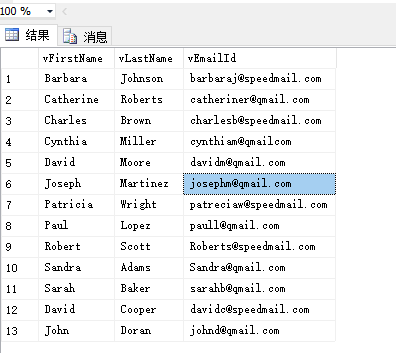 100 %
结果 消息
vFirstName vLastName vEmailId
1 Barbara Johnson barbaraj@speedmail.com
2 Catherine Roberts catheriner@qmail.com
3 Charles Brown charlesb@speedmail.com
4 Cynthia Miller cynthiam@qmailcom
5 David Moore davidm@qmail.com
6 Joseph Martinez josephm@qmail.com
7 Patricia Wright patreciaw@speedmail.com
8 Paul Lopez paull@qmail.com
9 Robert Scott Roberts@speedmail.com
10 Sandra Adams Sandra@qmail.com
11 Sarah Baker sarahb@qmail.com
12 David Cooper davidc@speedmail.com
13 John Doran johnd@qmail.com